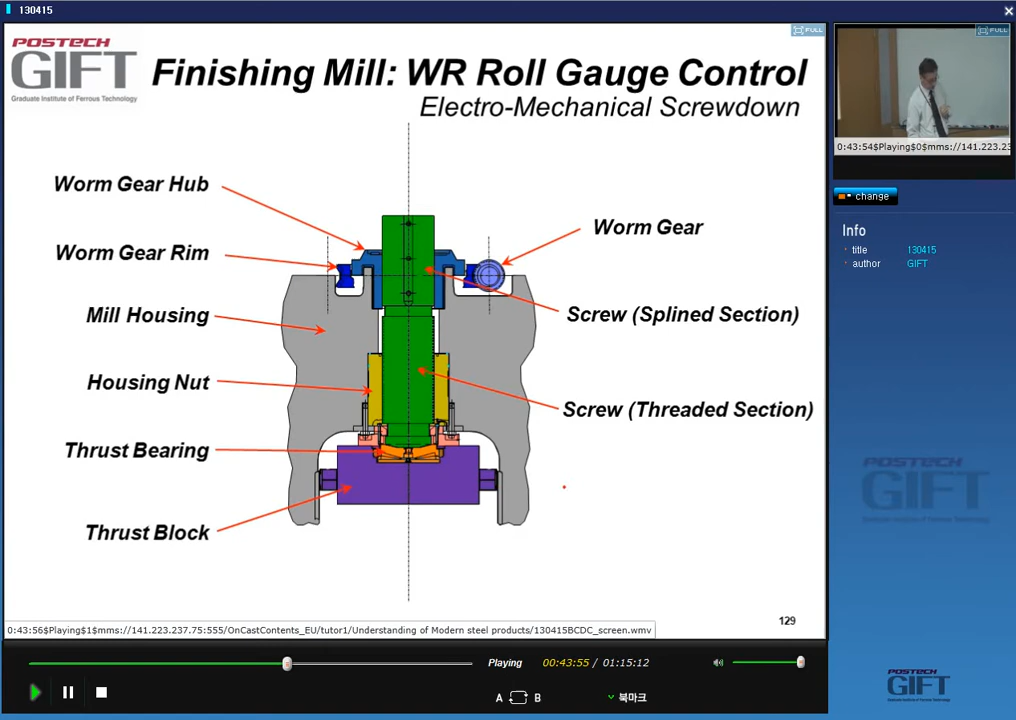 130415
POSTECH
GIFT
Graduate Institute of Ferrous Technology
Finishing Mill: WR Roll Gauge Control
Electro-Mechanical Screwdown
FULL
Worm Gear Hub
Worm Gear Rim
Mill Housing
Housing Nut
Thrust Bearing
Thrust Block
Worm Gear
Screw (Splined Section)
Screw (Threaded Section)
129
0:43:56$Playing$1$mms://141.223.237.75:555/OnCastContents_EU/tutor1/Understanding of Modern steel products/130415BCDC_screen.wmv
FULL
0:43:54$Playing$0$mms://141.223.23
change
Info
title 130415
author GIFT
POSTECH
GIFT
Playing 00:43:55 / 01:15:12
A B 북마크
POSTECH
GIFT